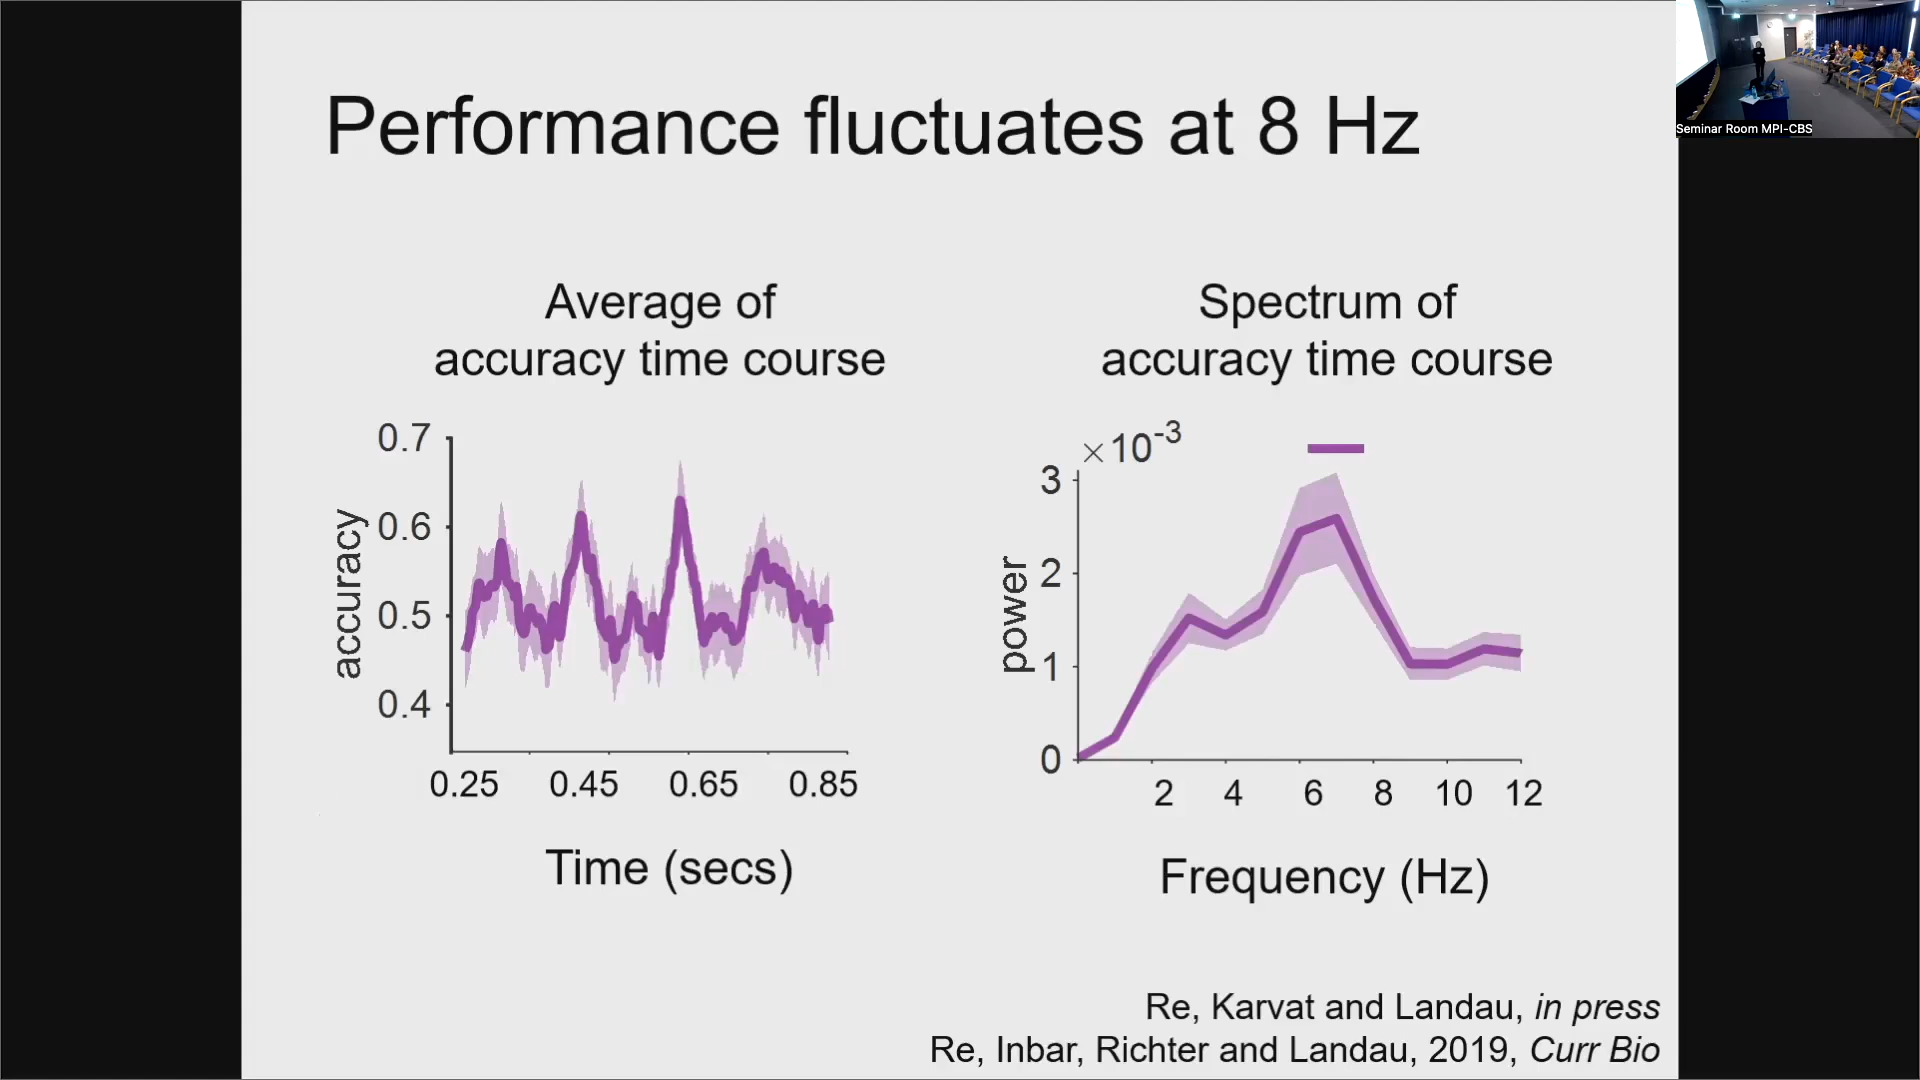 Performance fluctuates at 8 Hz
Seminar Room MPI-CBS
Average of
accuracy time course
0.7
0.6
0.5
0.4
accuracy
0.25 0.45 0.65 0.85
Time (secs)
Spectrum of
accuracy time course
×10-3
3
2
1
0
power
2 4 6 8 10 12
Frequency (Hz)
Re, Karvat and Landau, in press
Re, Inbar, Richter and Landau, 2019, Curr Bio